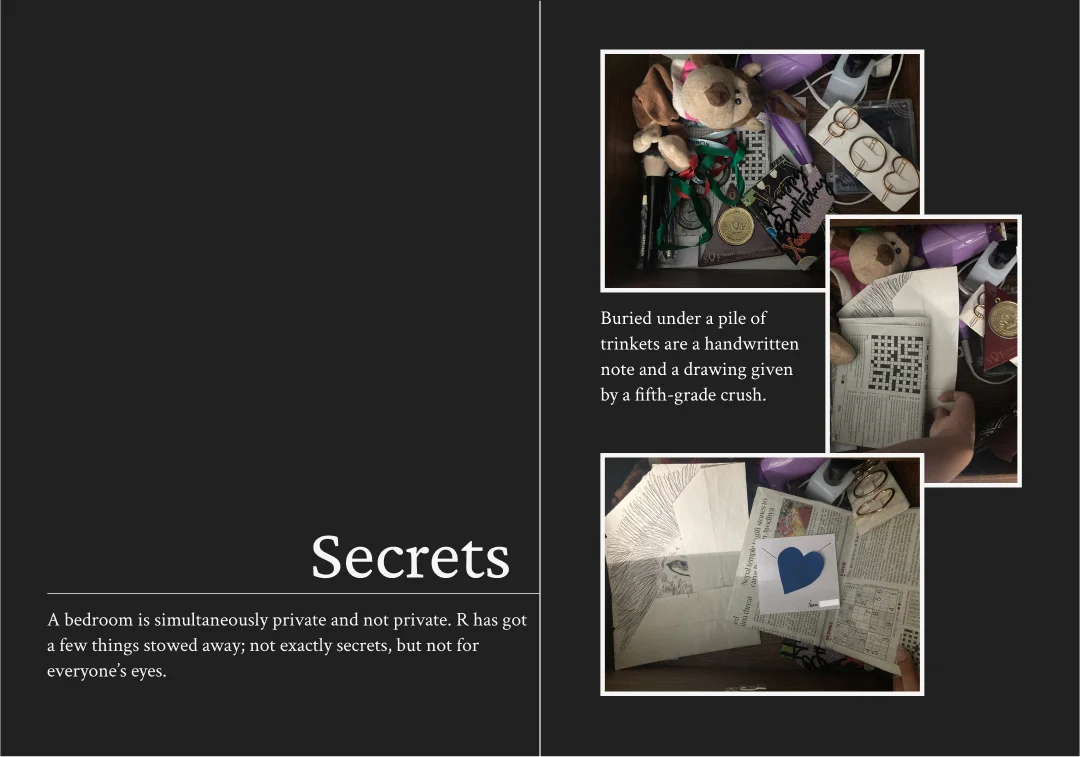 Secrets
A bedroom is simultaneously private and not private. R has got
a few things stowed away; not exactly secrets, but not for
everyone’s eyes.
Happy
Birthday
Buried under a pile of
trinkets are a handwritten
note and a drawing given
by a fifth-grade crush.